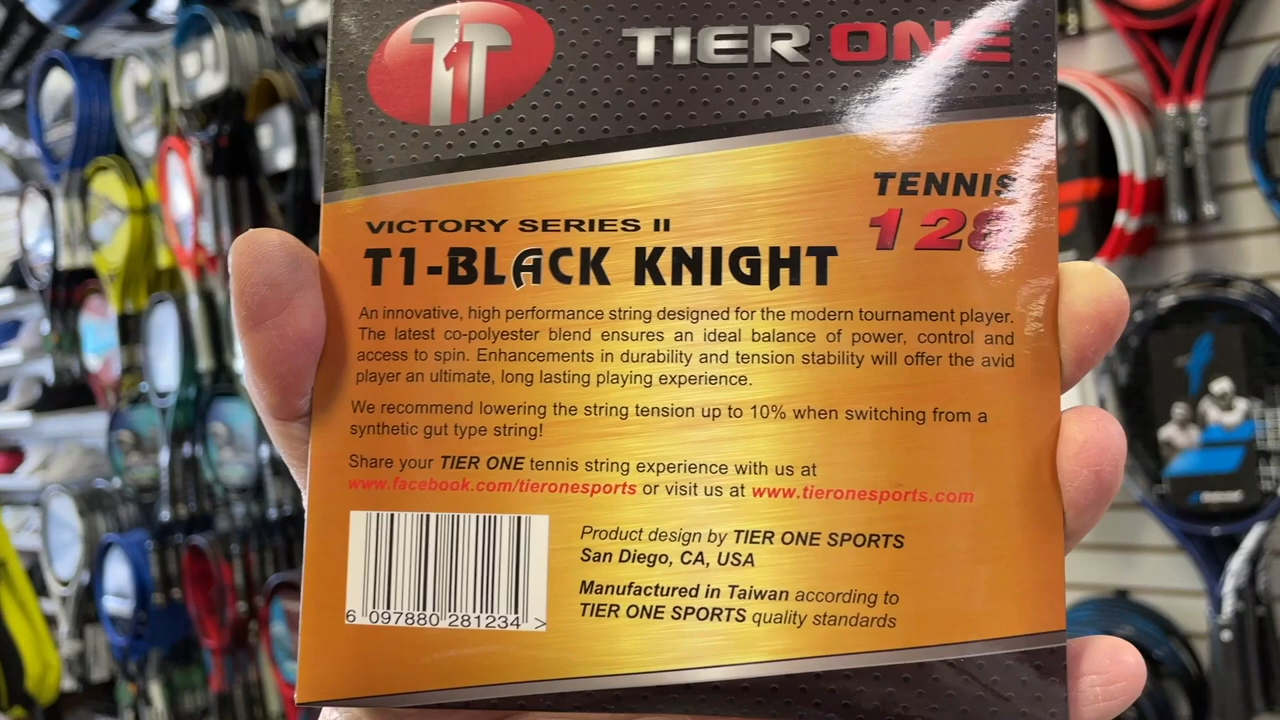 T1
TIER ONE
TENNIS
128
VICTORY SERIES II
T1-BLACK KNIGHT
An innovative, high performance string designed for the modern tournament player.
The latest co-polyester blend ensures an ideal balance of power, control and
access to spin. Enhancements in durability and tension stability will offer the avid
player an ultimate, long lasting playing experience.
We recommend lowering the string tension up to 10% when switching from a
synthetic gut type string!
Share your TIER ONE tennis string experience with us at
www.facebook.com/tieronesports or visit us at www.tieronesports.com
Product design by TIER ONE SPORTS
San Diego, CA, USA
Manufactured in Taiwan according to
TIER ONE SPORTS quality standards
6 097880 281234 >